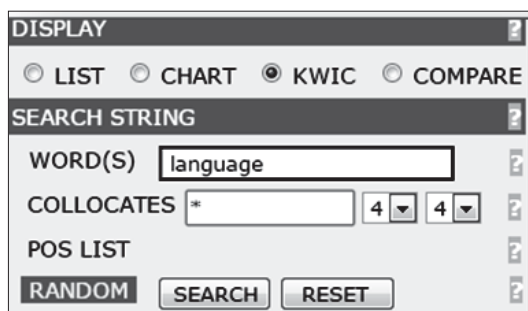 DISPLAY ?
LIST CHART KWIC COMPARE
SEARCH STRING ?
WORD(S) language ?
COLLOCATES * 4 4 ?
POS LIST ?
RANDOM SEARCH RESET ?